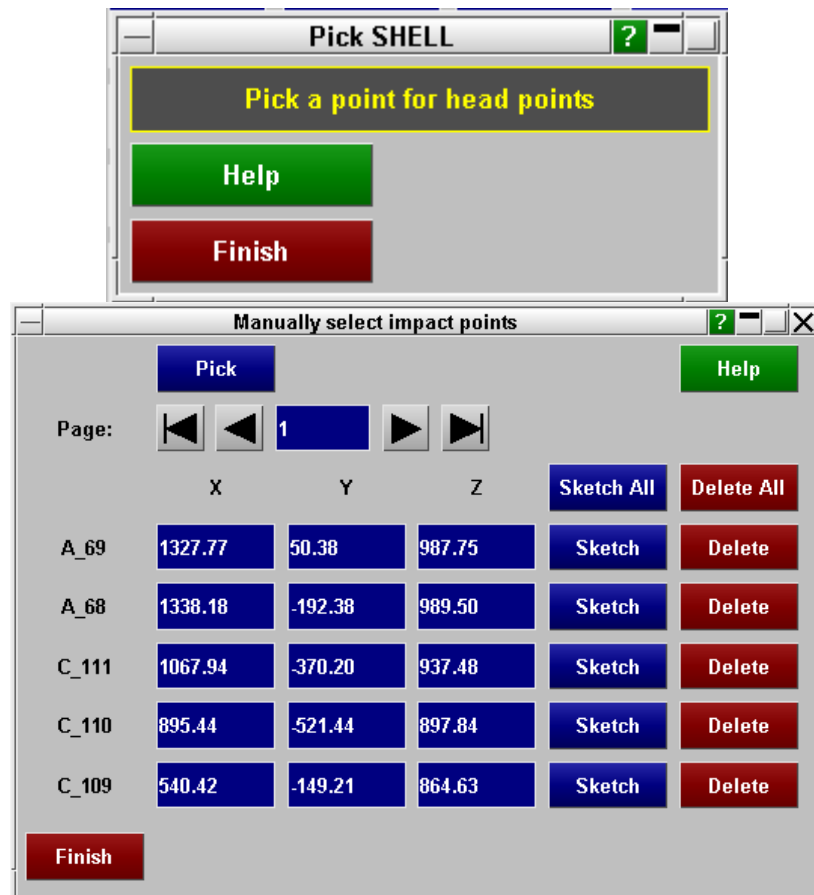 Pick SHELL ?
Pick a point for head points
Help
Finish
Manually select impact points ?
Pick Help
Page: 1
X Y Z Sketch All Delete All
A_69 1327.77 50.38 987.75 Sketch Delete
A_68 1338.18 -192.38 989.50 Sketch Delete
C_111 1067.94 -370.20 937.48 Sketch Delete
C_110 895.44 -521.44 897.84 Sketch Delete
C_109 540.42 -149.21 864.63 Sketch Delete
Finish